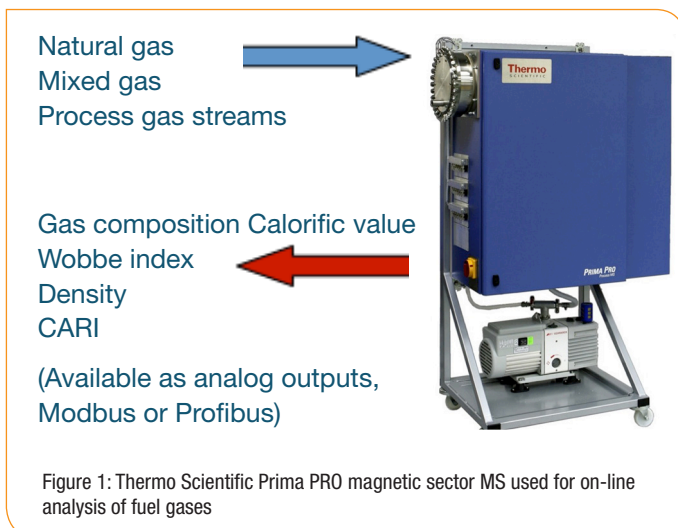 Natural gas
Mixed gas
Process gas streams
Thermo
SCIENTIFIC
Gas composition Calorific value
Wobbe index
Density
CARI
(Available as analog outputs,
Modbus or Profibus)
PRIMA PRO
Figure 1: Thermo Scientific Prima PRO magnetic sector MS used for on-line
analysis of fuel gases